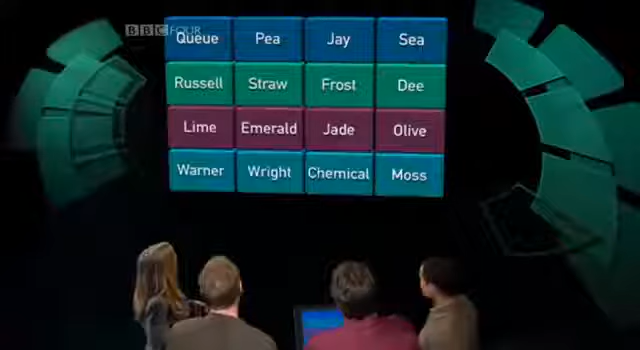 BBC FOUR
Queue Pea Jay Sea
Russell Straw Frost Dee
Lime Emerald Jade Olive
Warner Wright Chemical Moss